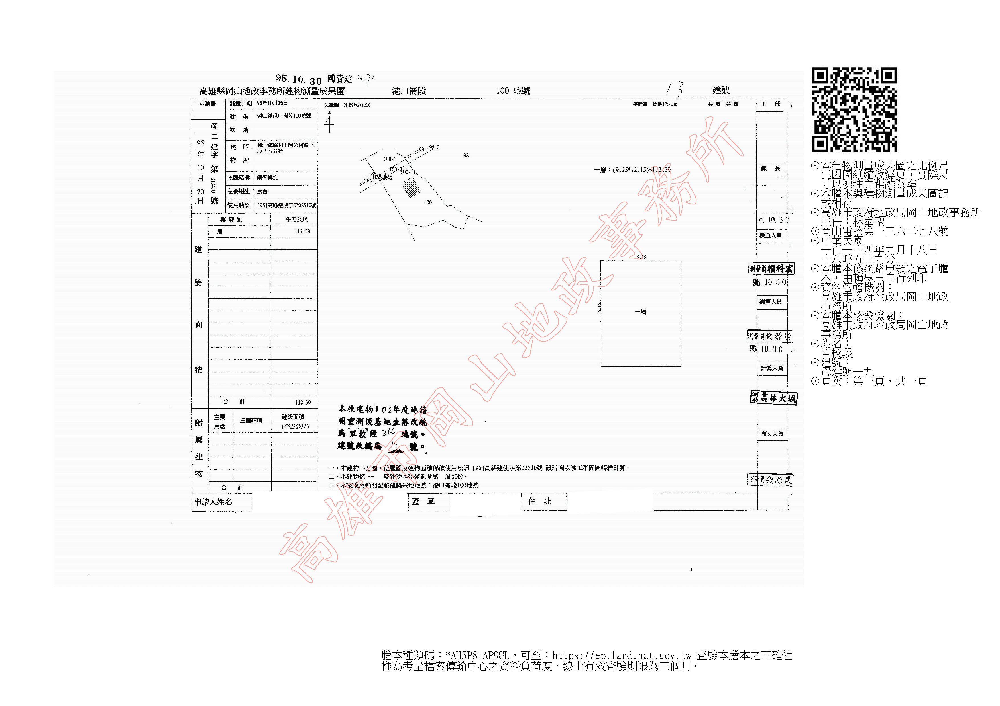 95.10.30 岡資建
高雄縣岡山地政事務所建物測量成果圖 港口崙段 100 地號 13 建號
申請書
岡二建字第013490號
95年10月20日
測量日期 95年10月26日
建物坐落 岡山鎮港口崙段100地號
建物門牌 岡山鎮協和里阿公店路三
段386號
主體結構 鋼骨構造
主要用途 農舍
使用執照 [95]高縣建使字第02510號
建築面積
樓層別 平方公尺
一層 112.39
合計 112.39
附屬建物
主要用途 主體結構 建築面積(平方公尺)
合計
申請人姓名 蓋章 住址
位置圖 比例尺/1200
北
98-1
98-2
98
100-1
100-2
102-1
100
平面圖 比例尺/200
共1頁 第1頁
一層：(9.25*12.15)=112.39
9.25
12.15
一層
本棟建物102年度地籍
圖重測後基地坐落改編
為軍校段266地號。
建號改編為19號。
一、本建物平面圖、位置圖及建物面積係依使用執照 [95]高縣建使字第02510號 設計圖或竣工平面圖轉繪計算。
二、本建物係 一 層建物本建僅測量第 層部份。
三、本案使用執照記載建築基地地號：港口崙段100地號
主任
課長
95.10.30
檢查人員
測量員賴科宏
95.10.30
複算人員
測量員錢源晟
95.10.30
計算人員
測量助理林火城
複丈人員
測量員錢源晟
高雄市岡山地政事務所
⊙本建物測量成果圖之比例尺
已因圖紙縮放變更，實際尺
寸以標註之距離為準
⊙本謄本與建物測量成果圖記
載相符
⊙高雄市政府地政局岡山地政事務所
主任：林奉聖
⊙岡山電謄第一三六二七八號
⊙中華民國
一百一十四年九月十八日
十八時五十九分
⊙本謄本係網路申領之電子謄
本，由賴惠玉自行列印
⊙資料管轄機關：
高雄市政府地政局岡山地政
事務所
⊙本謄本核發機關：
高雄市政府地政局岡山地政
事務所
⊙段名：
軍校段
⊙建號：
母建號一九
⊙頁次：第一頁，共一頁
謄本種類碼：*AH5P8!AP9GL，可至：https://ep.land.nat.gov.tw 查驗本謄本之正確性
惟為考量檔案傳輸中心之資料負荷度，線上有效查驗期限為三個月。